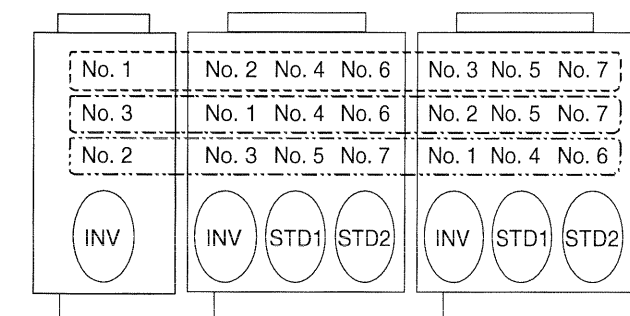 No. 1 No. 2 No. 4 No. 6 No. 3 No. 5 No. 7
No. 3 No. 1 No. 4 No. 6 No. 2 No. 5 No. 7
No. 2 No. 3 No. 5 No. 7 No. 1 No. 4 No. 6
INV INV STD1 STD2 INV STD1 STD2